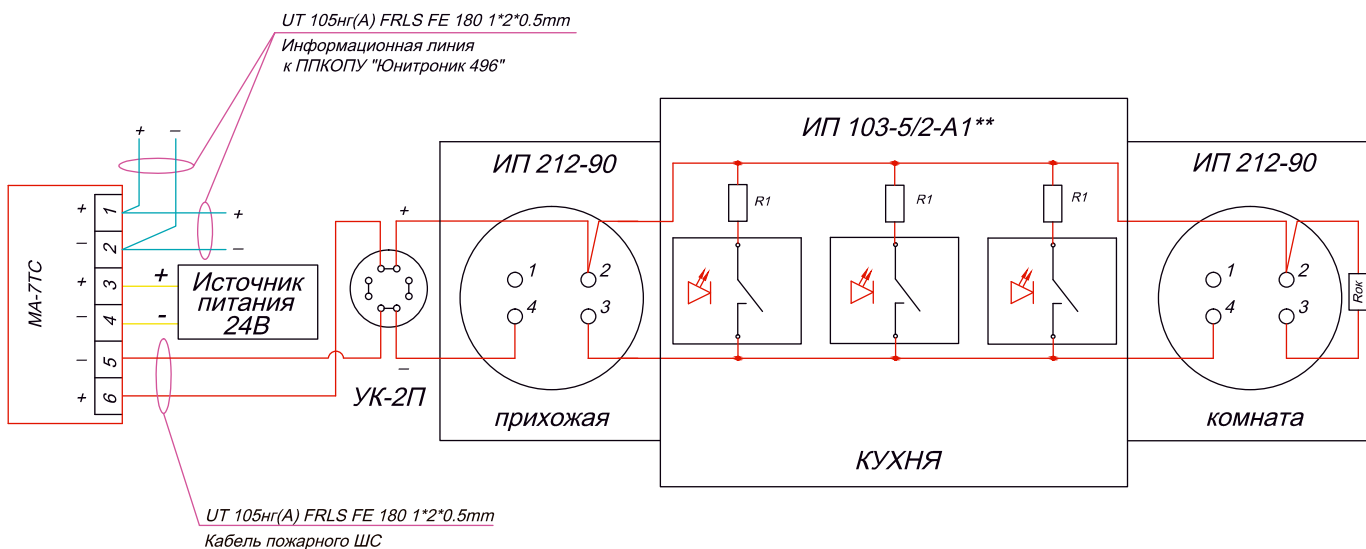 UT 105нг(А) FRLS FE 180 1*2*0.5mm
Информационная линия
к ППКОПУ "Юнитроник 496"
+ –
МА-7ТС
+ 1 +
– 2 –
+ 3 +
– 4 -
– 5
+ 6
Источник
питания
24В
+
–
УК-2П
ИП 212-90
1 2
4 3
прихожая
ИП 103-5/2-А1**
R1 R1 R1
КУХНЯ
ИП 212-90
1 2
4 3
Rок
комната
UT 105нг(А) FRLS FE 180 1*2*0.5mm
Кабель пожарного ШС